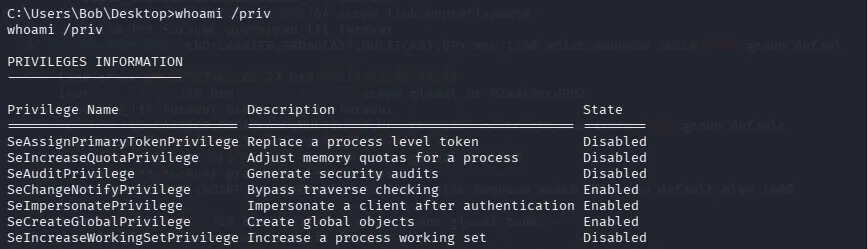 C:\Users\Bob\Desktop>whoami /priv
whoami /priv
PRIVILEGES INFORMATION
----------------------
Privilege Name Description State
============================= ========================================= ========
SeAssignPrimaryTokenPrivilege Replace a process level token Disabled
SeIncreaseQuotaPrivilege Adjust memory quotas for a process Disabled
SeAuditPrivilege Generate security audits Disabled
SeChangeNotifyPrivilege Bypass traverse checking Enabled
SeImpersonatePrivilege Impersonate a client after authentication Enabled
SeCreateGlobalPrivilege Create global objects Enabled
SeIncreaseWorkingSetPrivilege Increase a process working set Disabled